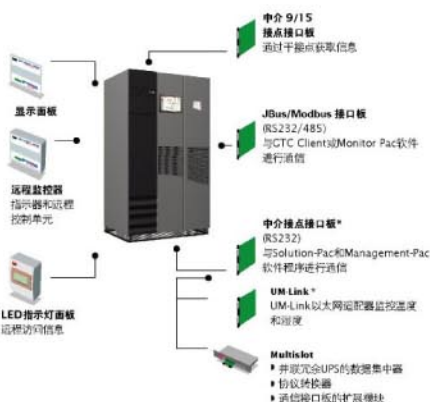 显示面板
远程监控器
指示器和远程
控制单元
LED指示灯面板
远程访问信息
中介 9/15
接点接口板
通过干接点获取信息
JBus/Modbus 接口板
(RS232/485)
与GTC Client或Monitor Pac软件
进行通信
中介接点接口板*
(RS232)
与Solution-Pac和Management-Pac
软件程序进行通信
UM-Link *
UM-Link以太网适配器监控温度
和湿度
Multislot
并联冗余UPS的数据集中器
协议转换器
通信接口板的扩展模块